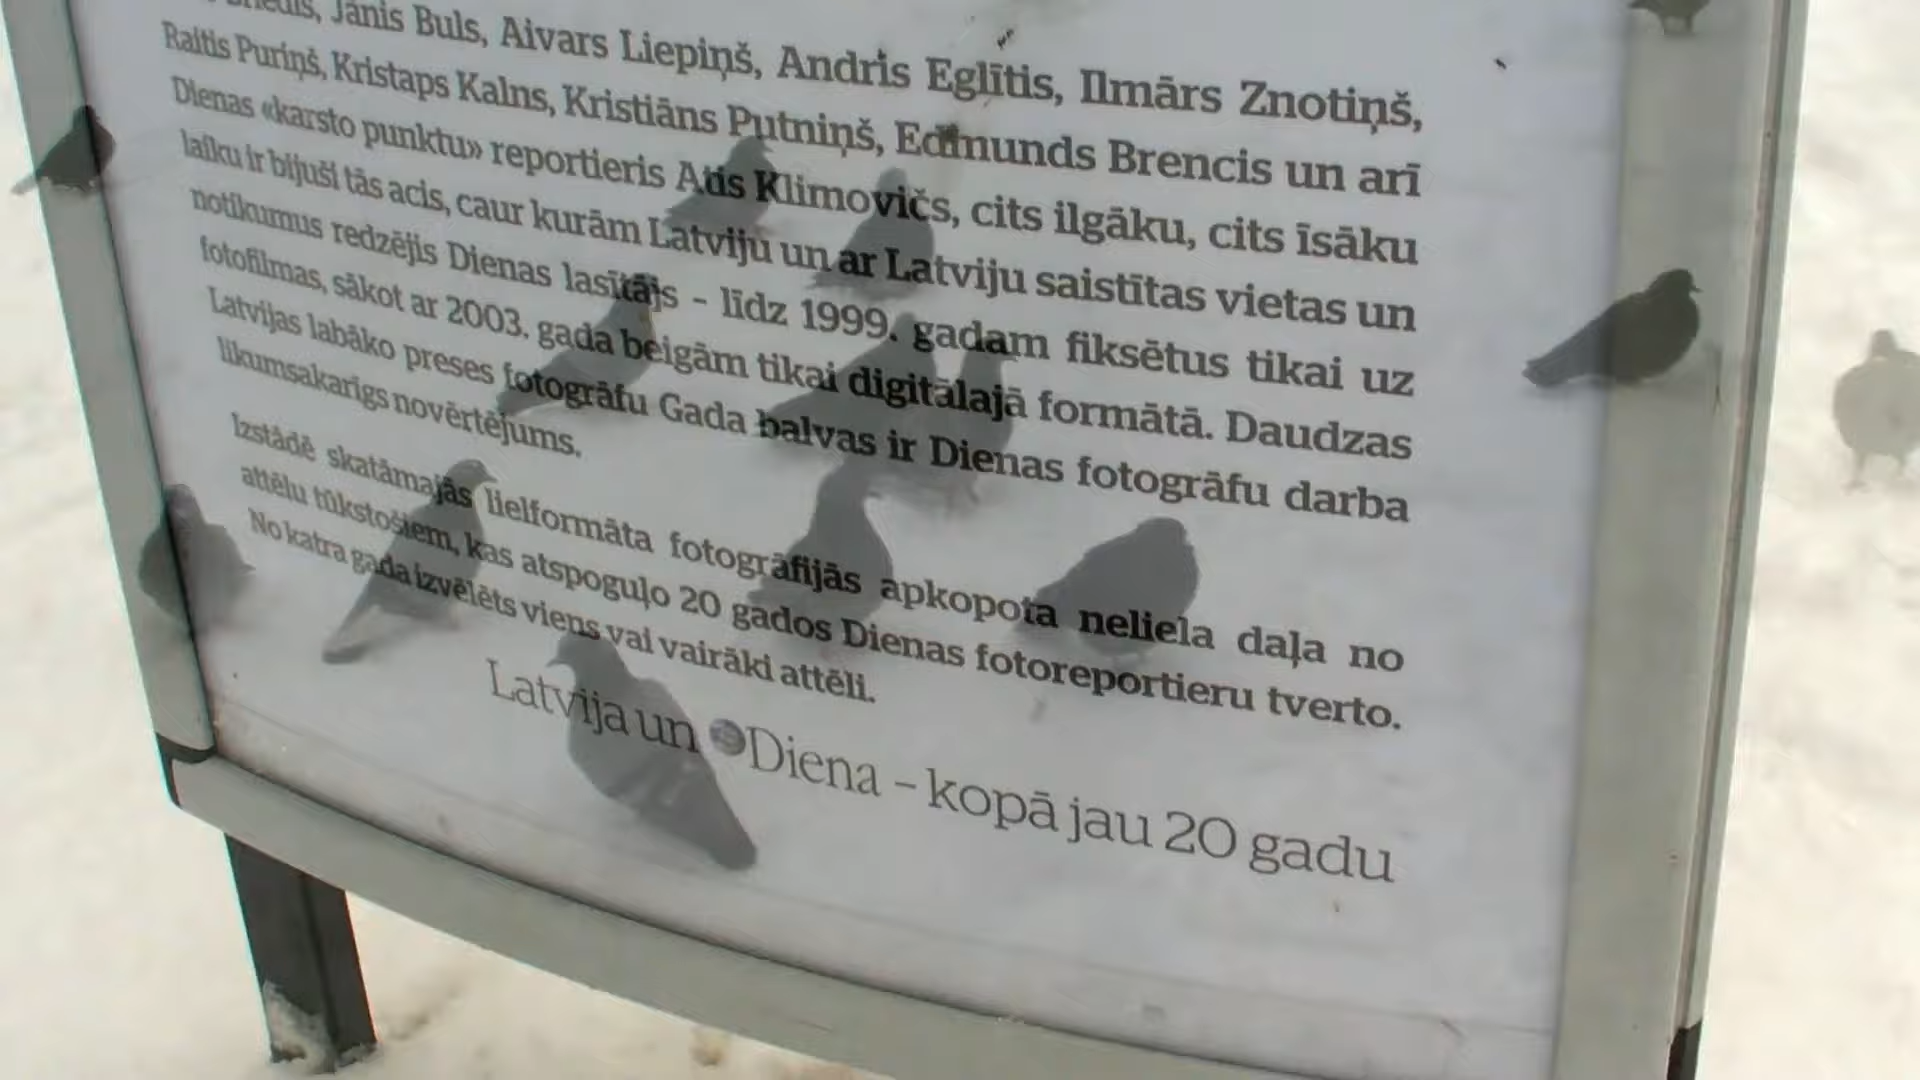 Jānis Buls, Aivars Liepiņš, Andris Eglītis, Ilmārs Znotiņš,
Raitis Puriņš, Kristaps Kalns, Kristiāns Putniņš, Edmunds Brencis un arī
Dienas «karsto punktu» reportieris Atis Klimovičs, cits ilgāku, cits īsāku
laiku ir bijuši tās acis, caur kurām Latviju un ar Latviju saistītas vietas un
notikumus redzējis Dienas lasītājs – līdz 1999. gadam fiksētus tikai uz
fotofilmas, sākot ar 2003. gada beigām tikai digitālajā formātā. Daudzas
Latvijas labāko preses fotogrāfu Gada balvas ir Dienas fotogrāfu darba
likumsakarīgs novērtējums.
Izstādē skatāmajās lielformāta fotogrāfijās apkopota neliela daļa no
attēlu tūkstošiem, kas atspoguļo 20 gados Dienas fotoreportieru tverto.
No katra gada izvēlēts viens vai vairāki attēli.
Latvija un Diena – kopā jau 20 gadu